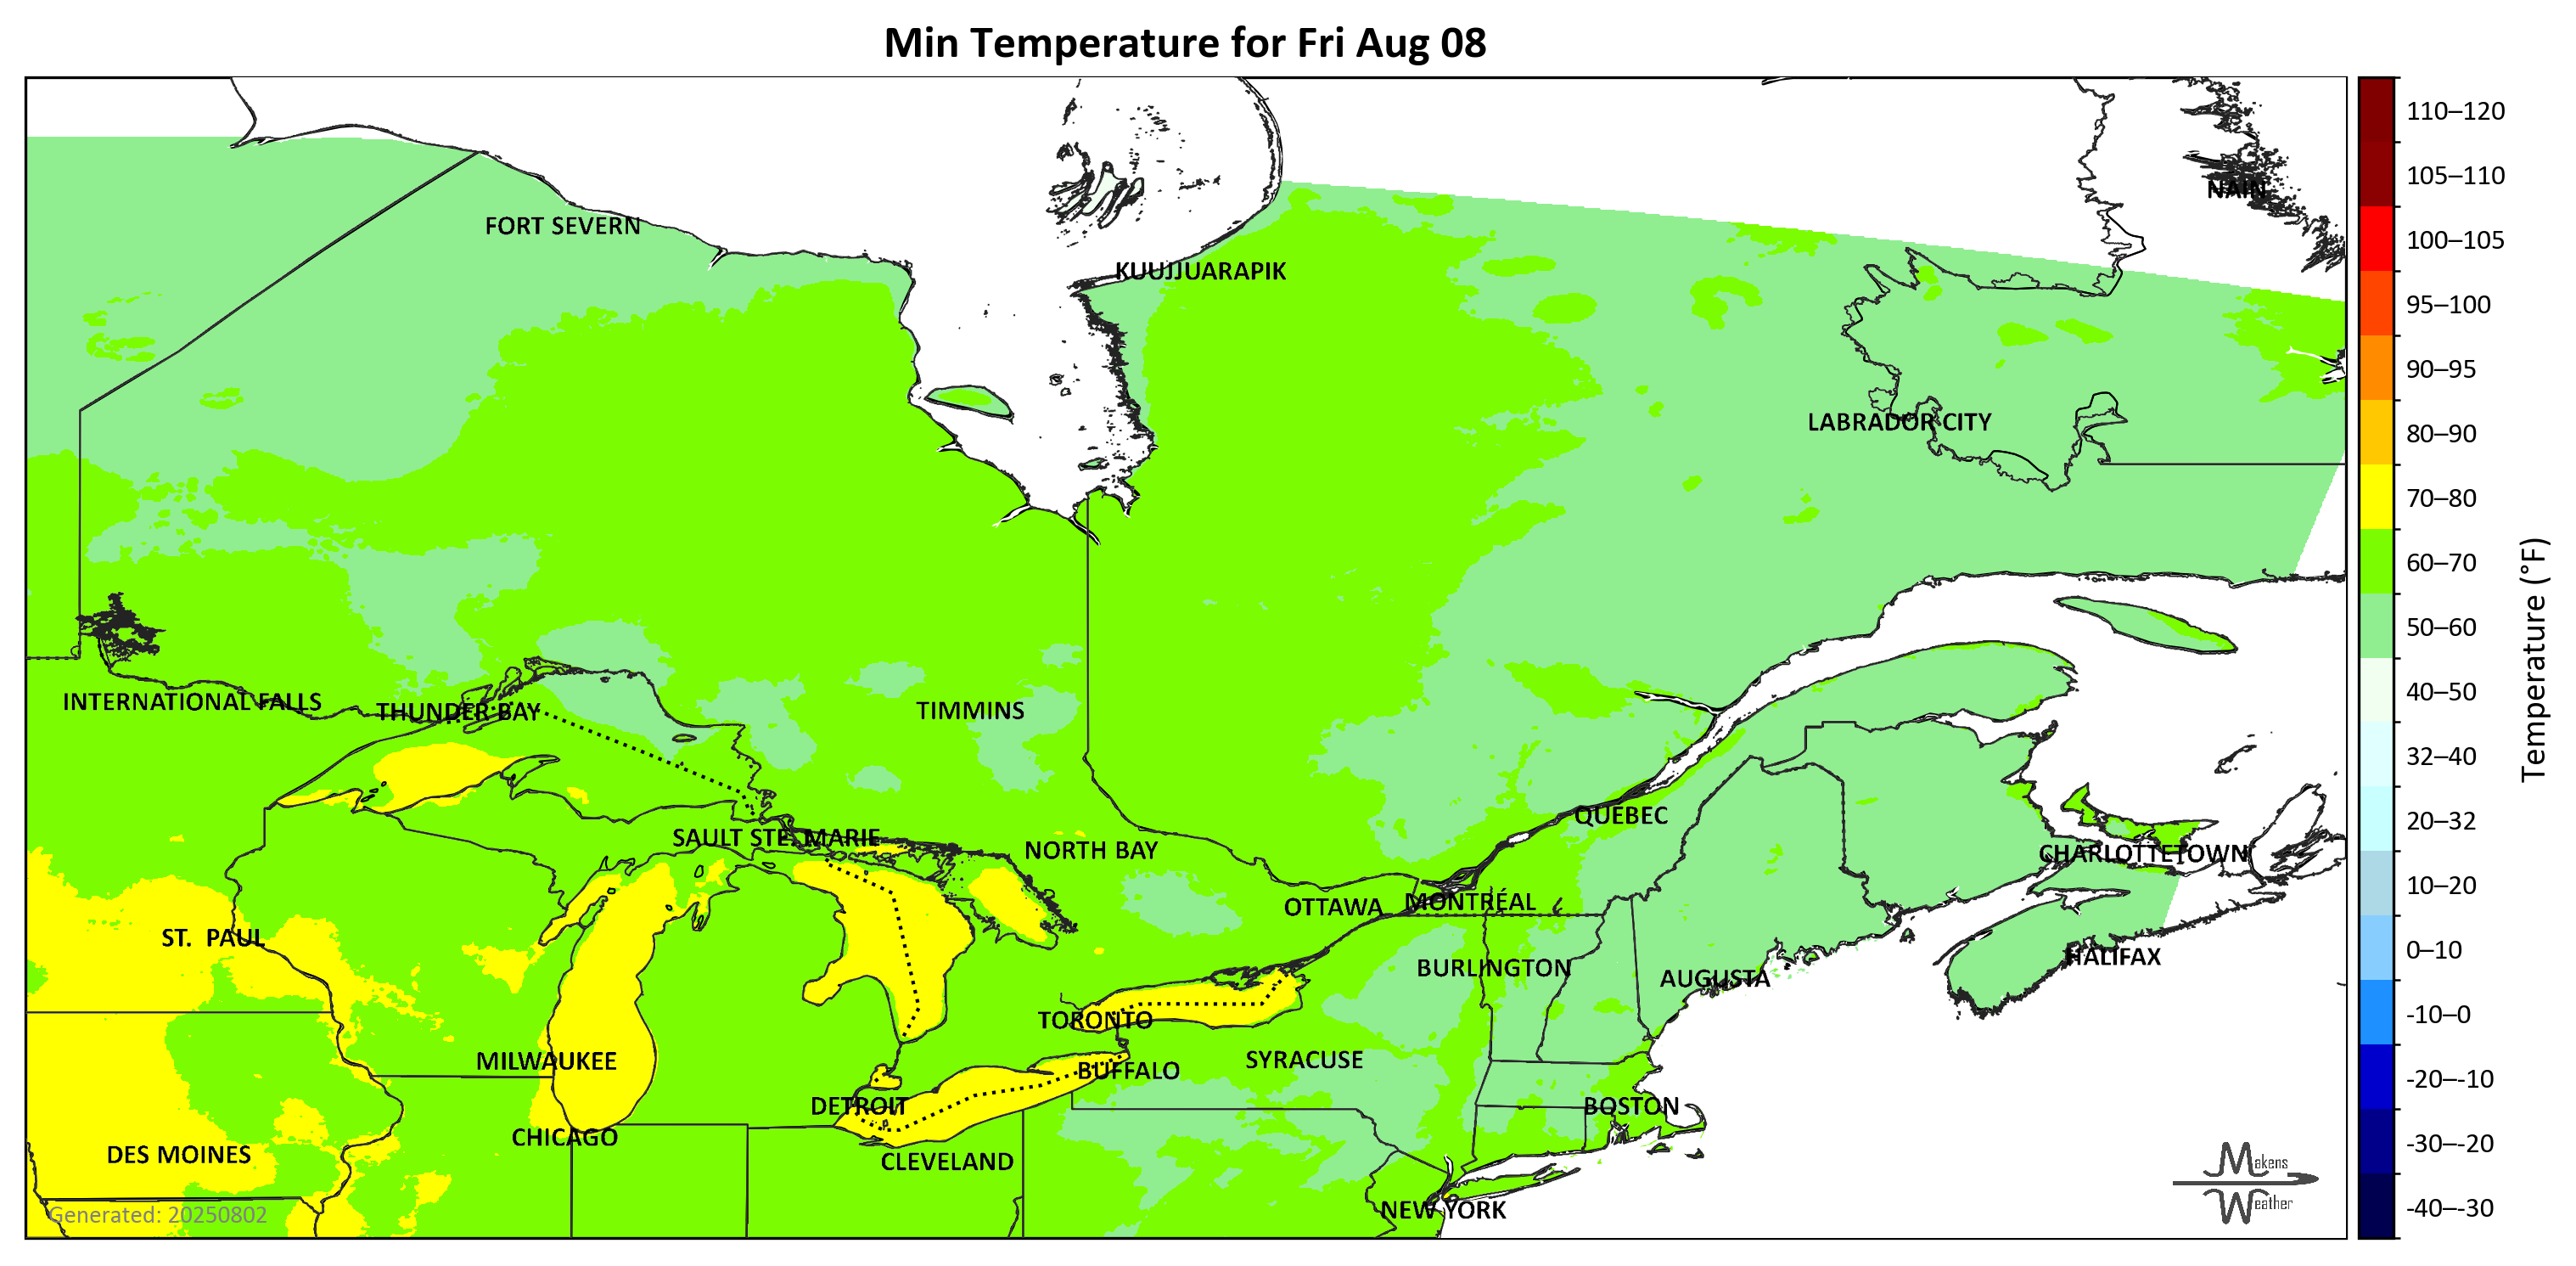 Min Temperature for Fri Aug 08
110–120
105–110
NAIN
FORT SEVERN
100–105
KUUJJUARAPIK
95–100
90–95
LABRADOR CITY
80–90
70–80
60–70
50–60
Temperature (°F)
40–50
INTERNATIONAL FALLS
THUNDER BAY
TIMMINS
32–40
QUÉBEC
20–32
SAULT STE. MARIE
NORTH BAY
CHARLOTTETOWN
10–20
OTTAWA
MONTRÉAL
ST. PAUL
0–10
HALIFAX
BURLINGTON
AUGUSTA
-10–0
TORONTO
MILWAUKEE
SYRACUSE
BUFFALO
-20–-10
DETROIT
BOSTON
CHICAGO
-30–-20
DES MOINES
CLEVELAND
Makens
Weather
NEW YORK
-40–-30
Generated: 20250802